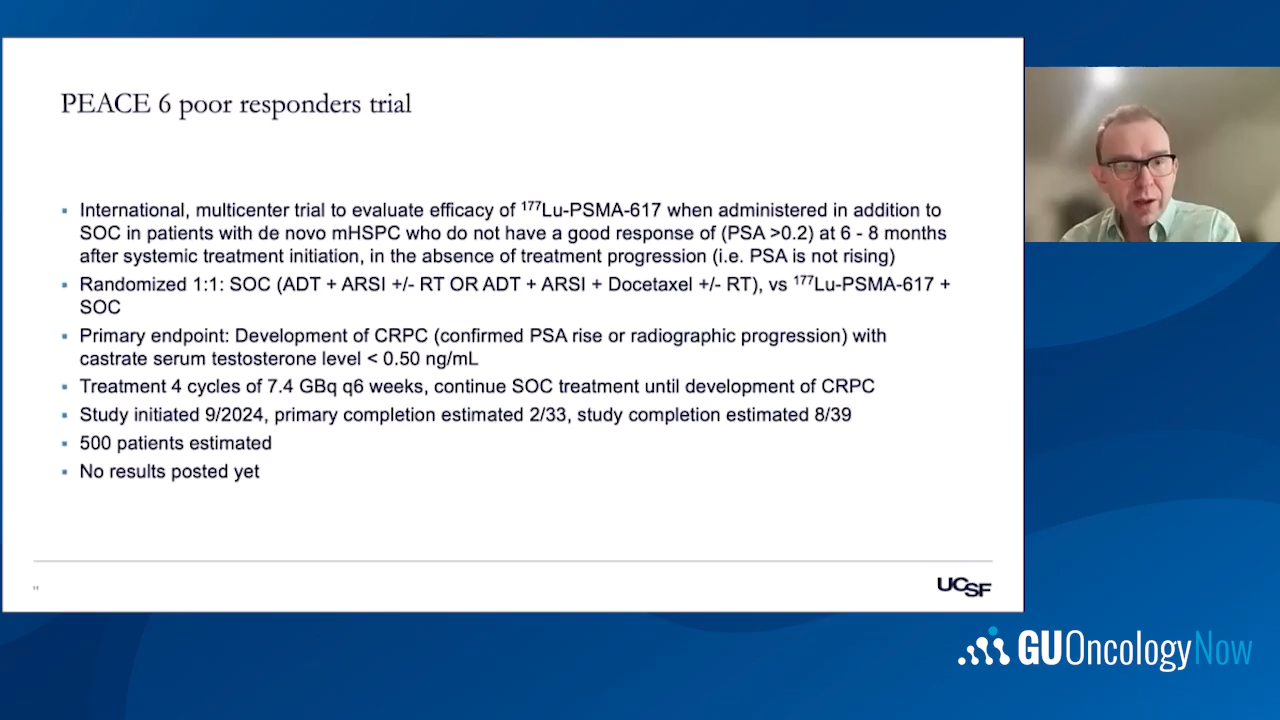 PEACE 6 poor responders trial
▪ International, multicenter trial to evaluate efficacy of ¹⁷⁷Lu-PSMA-617 when administered in addition to
SOC in patients with de novo mHSPC who do not have a good response of (PSA >0.2) at 6 - 8 months
after systemic treatment initiation, in the absence of treatment progression (i.e. PSA is not rising)
▪ Randomized 1:1: SOC (ADT + ARSI +/- RT OR ADT + ARSI + Docetaxel +/- RT), vs ¹⁷⁷Lu-PSMA-617 +
SOC
▪ Primary endpoint: Development of CRPC (confirmed PSA rise or radiographic progression) with
castrate serum testosterone level < 0.50 ng/mL
▪ Treatment 4 cycles of 7.4 GBq q6 weeks, continue SOC treatment until development of CRPC
▪ Study initiated 9/2024, primary completion estimated 2/33, study completion estimated 8/39
▪ 500 patients estimated
▪ No results posted yet
UCSF
GUOncologyNow